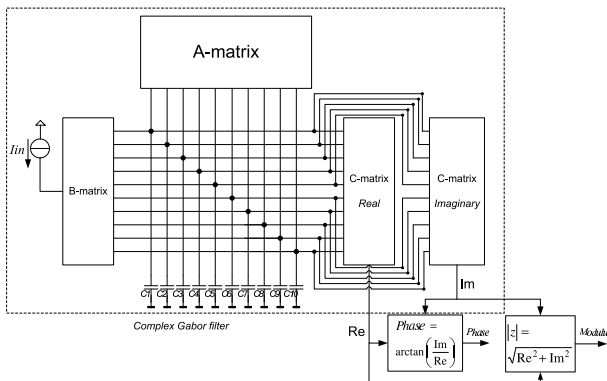 A-matrix
Iin
B-matrix
C-matrix
Real
C-matrix
Imaginary
C1 C2 C3 C4 C5 C6 C7 C8 C9 C10
Complex Gabor filter
Im
Re
Phase =
arctan(Im/Re)
Phase
|z| =
√Re²+Im²
Modulu